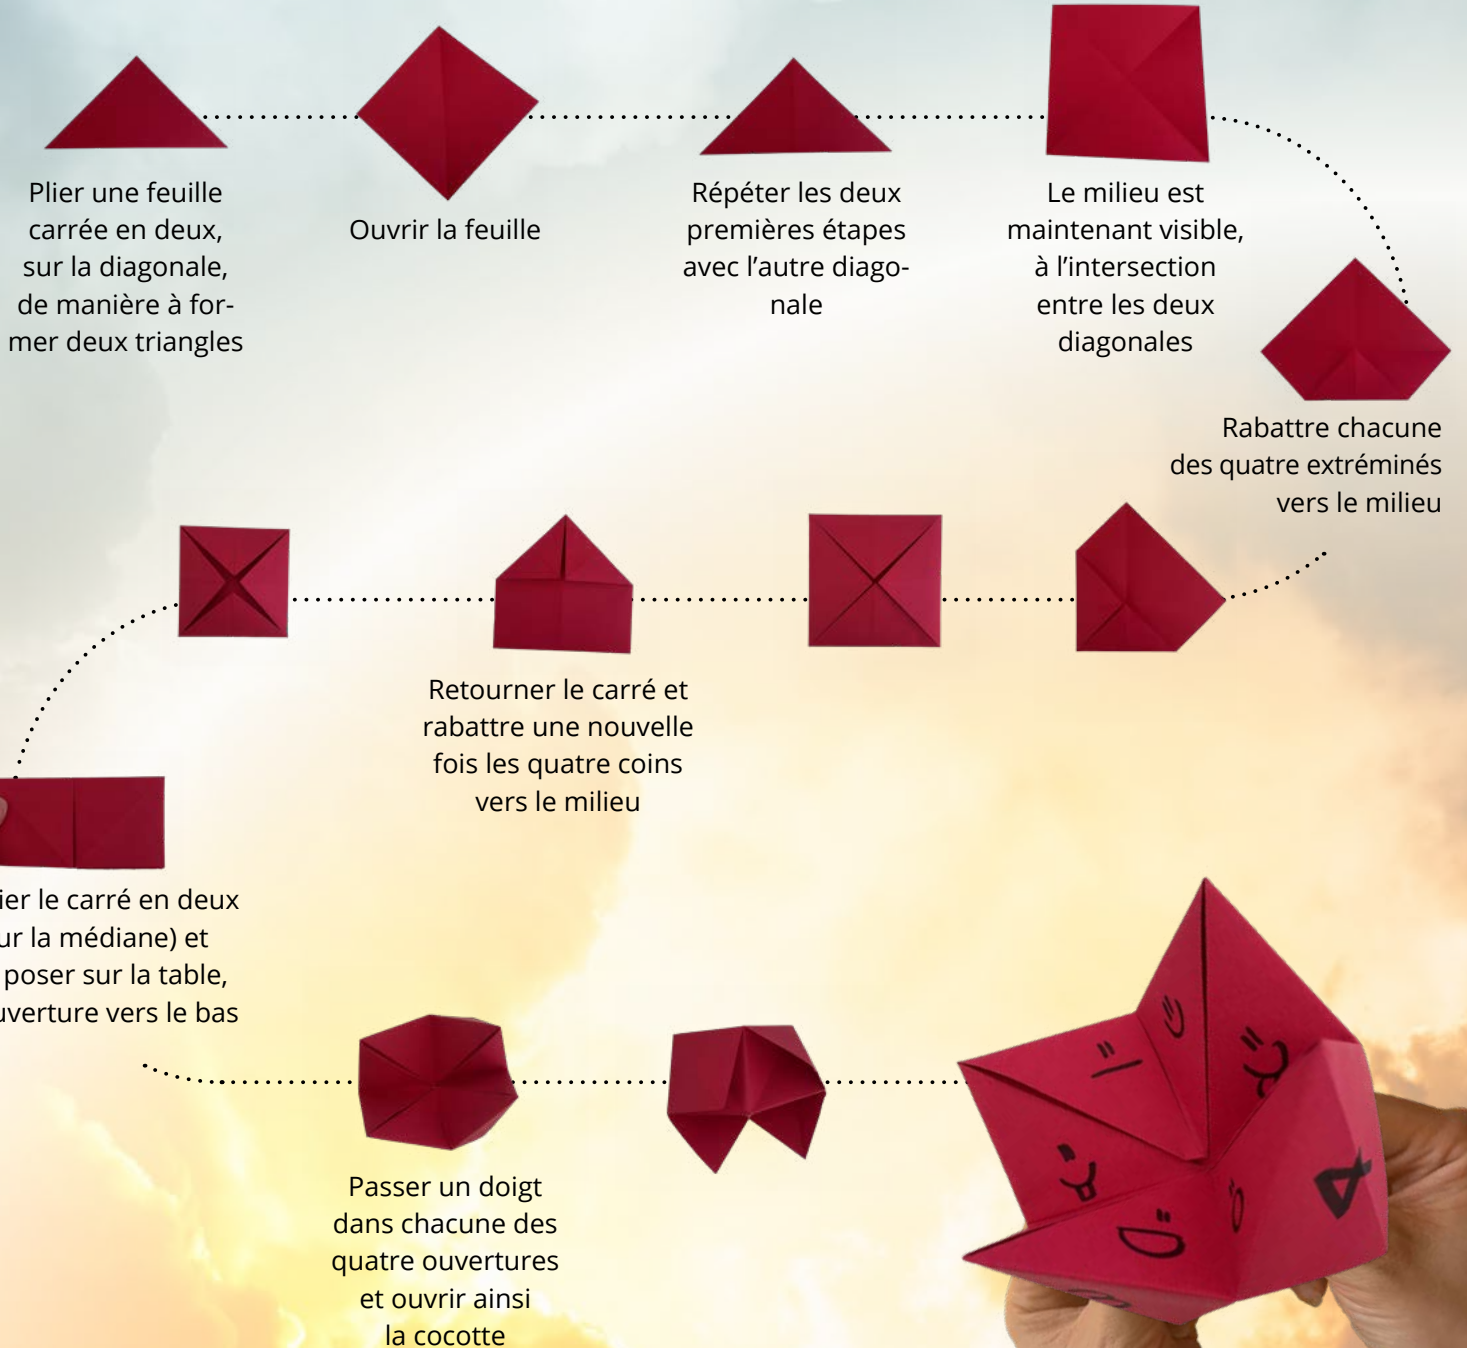 Plier une feuille
carrée en deux,
sur la diagonale,
de manière à for-
mer deux triangles
Ouvrir la feuille
Répéter les deux
premières étapes
avec l’autre diago-
nale
Le milieu est
maintenant visible,
à l’intersection
entre les deux
diagonales
Rabattre chacune
des quatre extréminés
vers le milieu
Retourner le carré et
rabattre une nouvelle
fois les quatre coins
vers le milieu
ier le carré en deux
ur la médiane) et
poser sur la table,
uverture vers le bas
Passer un doigt
dans chacune des
quatre ouvertures
et ouvrir ainsi
la cocotte
4